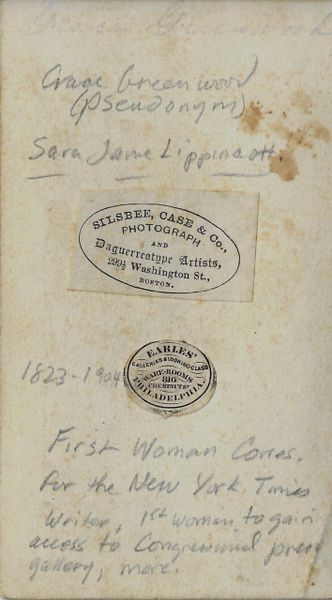 Grace Greenwood
Grace Greenwood
(pseudonym)
Sara Jane Lippincott.
SILSBEE, CASE & Co.,
PHOTOGRAPH
AND
Daguerreotype Artists,
299½ Washington St.,
BOSTON.
EARLES'
GALLERIES & LOOKING GLASS
WARE-ROOMS
816
CHESTNUT ST
PHILADELPHIA.
1823-1904
First Woman Corres.
for the New York Times
writer, 1st woman to gain
access to Congressional press
gallery, more.